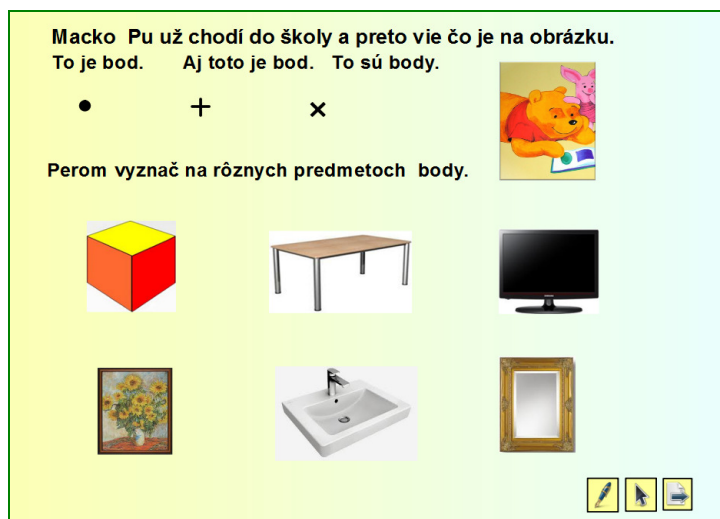 Macko Pu už chodí do školy a preto vie čo je na obrázku.
To je bod. Aj toto je bod. To sú body.
Perom vyznač na rôznych predmetoch body.